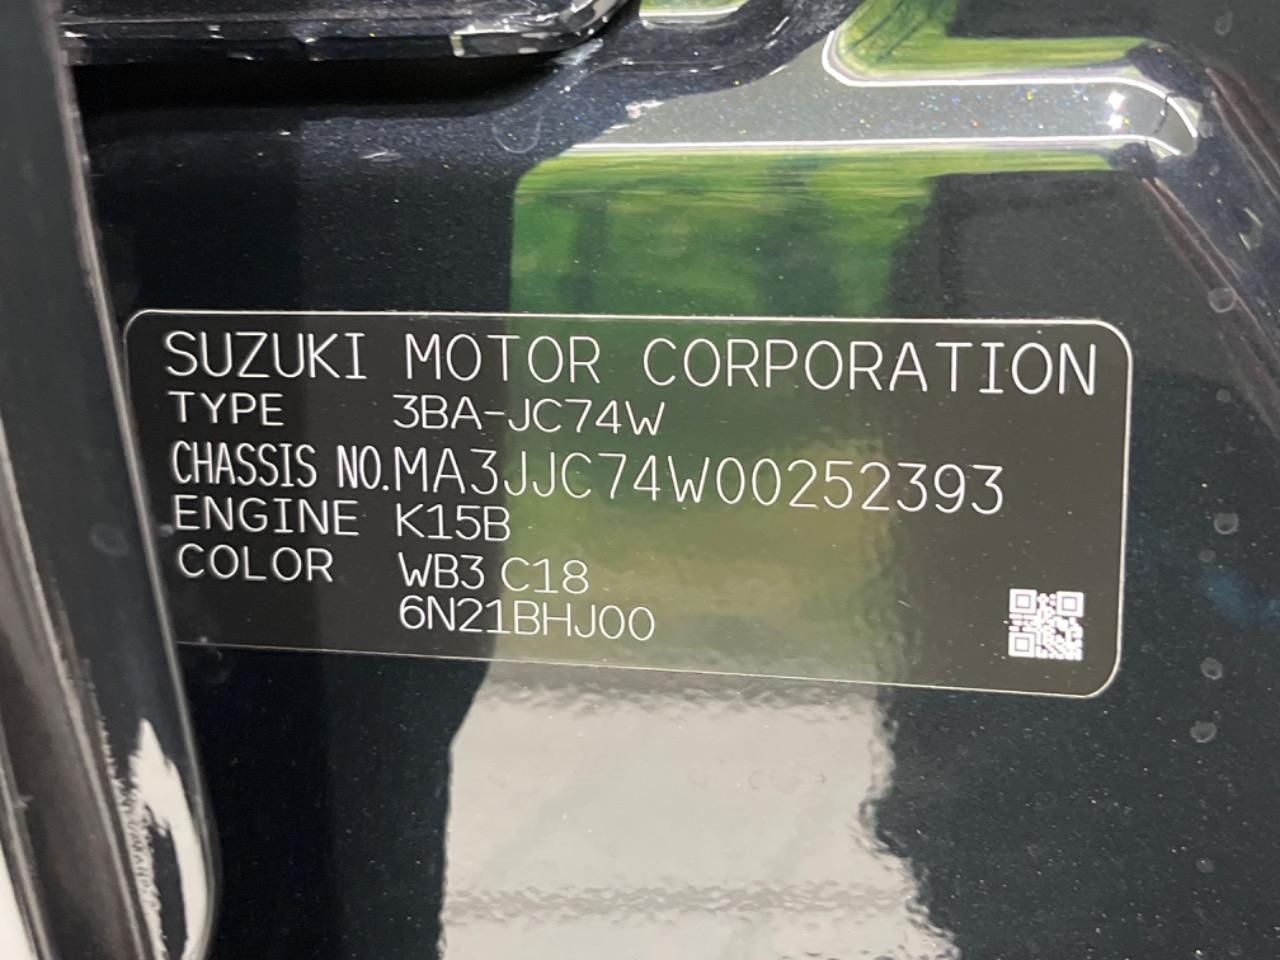 SUZUKI MOTOR CORPORATION
TYPE 3BA-JC74W
CHASSIS NO. MA3JJC74W00252393
ENGINE K15B
COLOR WB3 C18
6N21BHJ00